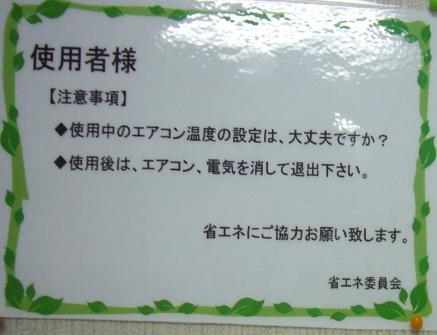 使用者様
【注意事項】
◆使用中のエアコン温度の設定は、大丈夫ですか？
◆使用後は、エアコン、電気を消して退出下さい。
省エネにご協力お願い致します。
省エネ委員会